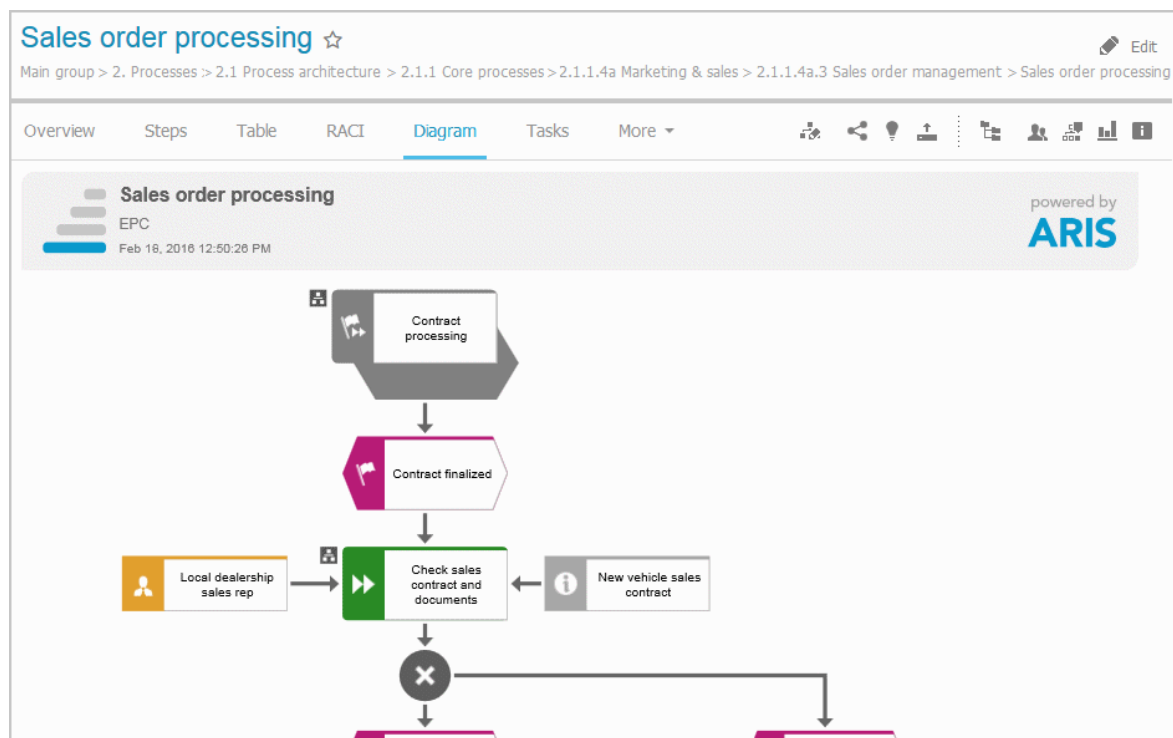 Sales order processing
Edit
Main group > 2. Processes > 2.1 Process architecture > 2.1.1 Core processes > 2.1.1.4a Marketing & sales > 2.1.1.4a.3 Sales order management > Sales order processing
Overview Steps Table RACI Diagram Tasks More
Sales order processing
EPC
Feb 18, 2016 12:50:26 PM
powered by
ARIS
Contract
processing
Contract finalized
Local dealership
sales rep
Check sales
contract and
documents
New vehicle sales
contract